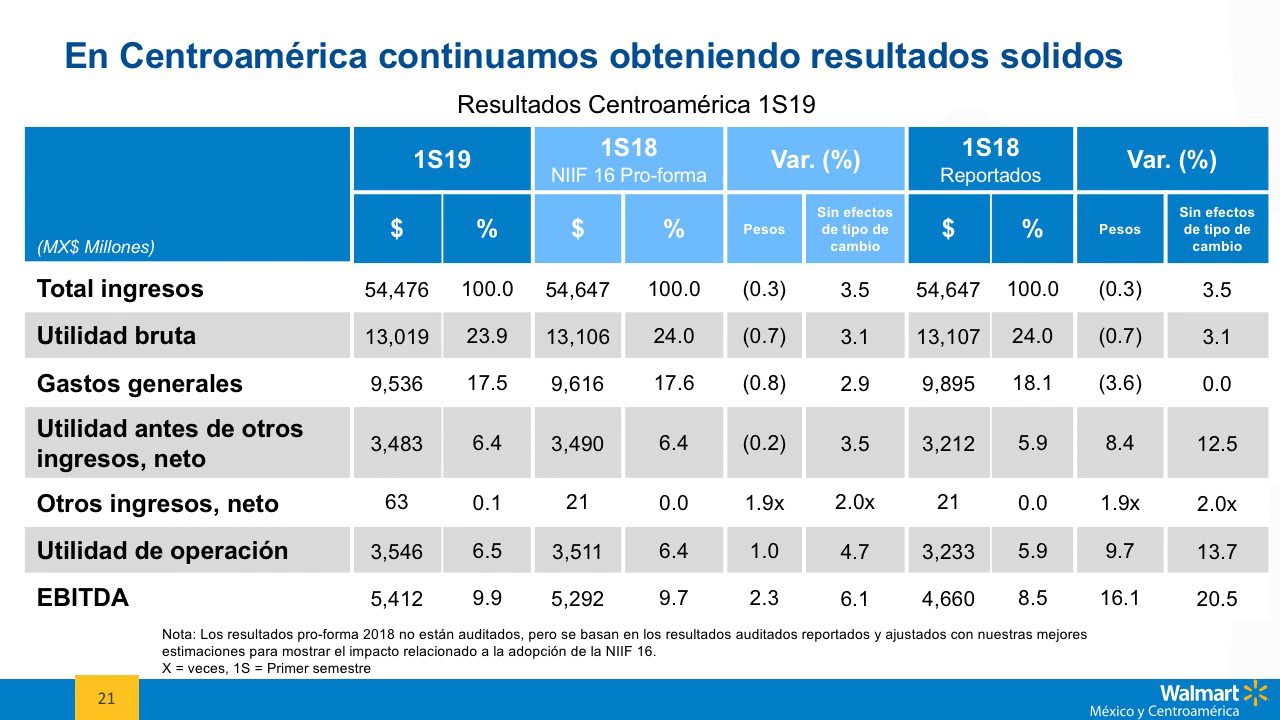 En Centroamérica continuamos obteniendo resultados solidos
Resultados Centroamérica 1S19
1S19 1S18 Var. (%) 1S18 Var. (%)
NIIF 16 Pro-forma Reportados
(MX$ Millones) $ % $ % Pesos Sin efectos de tipo de cambio $ % Pesos Sin efectos de tipo de cambio
Total ingresos 54,476 100.0 54,647 100.0 (0.3) 3.5 54,647 100.0 (0.3) 3.5
Utilidad bruta 13,019 23.9 13,106 24.0 (0.7) 3.1 13,107 24.0 (0.7) 3.1
Gastos generales 9,536 17.5 9,616 17.6 (0.8) 2.9 9,895 18.1 (3.6) 0.0
Utilidad antes de otros
ingresos, neto 3,483 6.4 3,490 6.4 (0.2) 3.5 3,212 5.9 8.4 12.5
Otros ingresos, neto 63 0.1 21 0.0 1.9x 2.0x 21 0.0 1.9x 2.0x
Utilidad de operación 3,546 6.5 3,511 6.4 1.0 4.7 3,233 5.9 9.7 13.7
EBITDA 5,412 9.9 5,292 9.7 2.3 6.1 4,660 8.5 16.1 20.5
Nota: Los resultados pro-forma 2018 no están auditados, pero se basan en los resultados auditados reportados y ajustados con nuestras mejores
estimaciones para mostrar el impacto relacionado a la adopción de la NIIF 16.
X = veces, 1S = Primer semestre
21
Walmart
México y Centroamérica